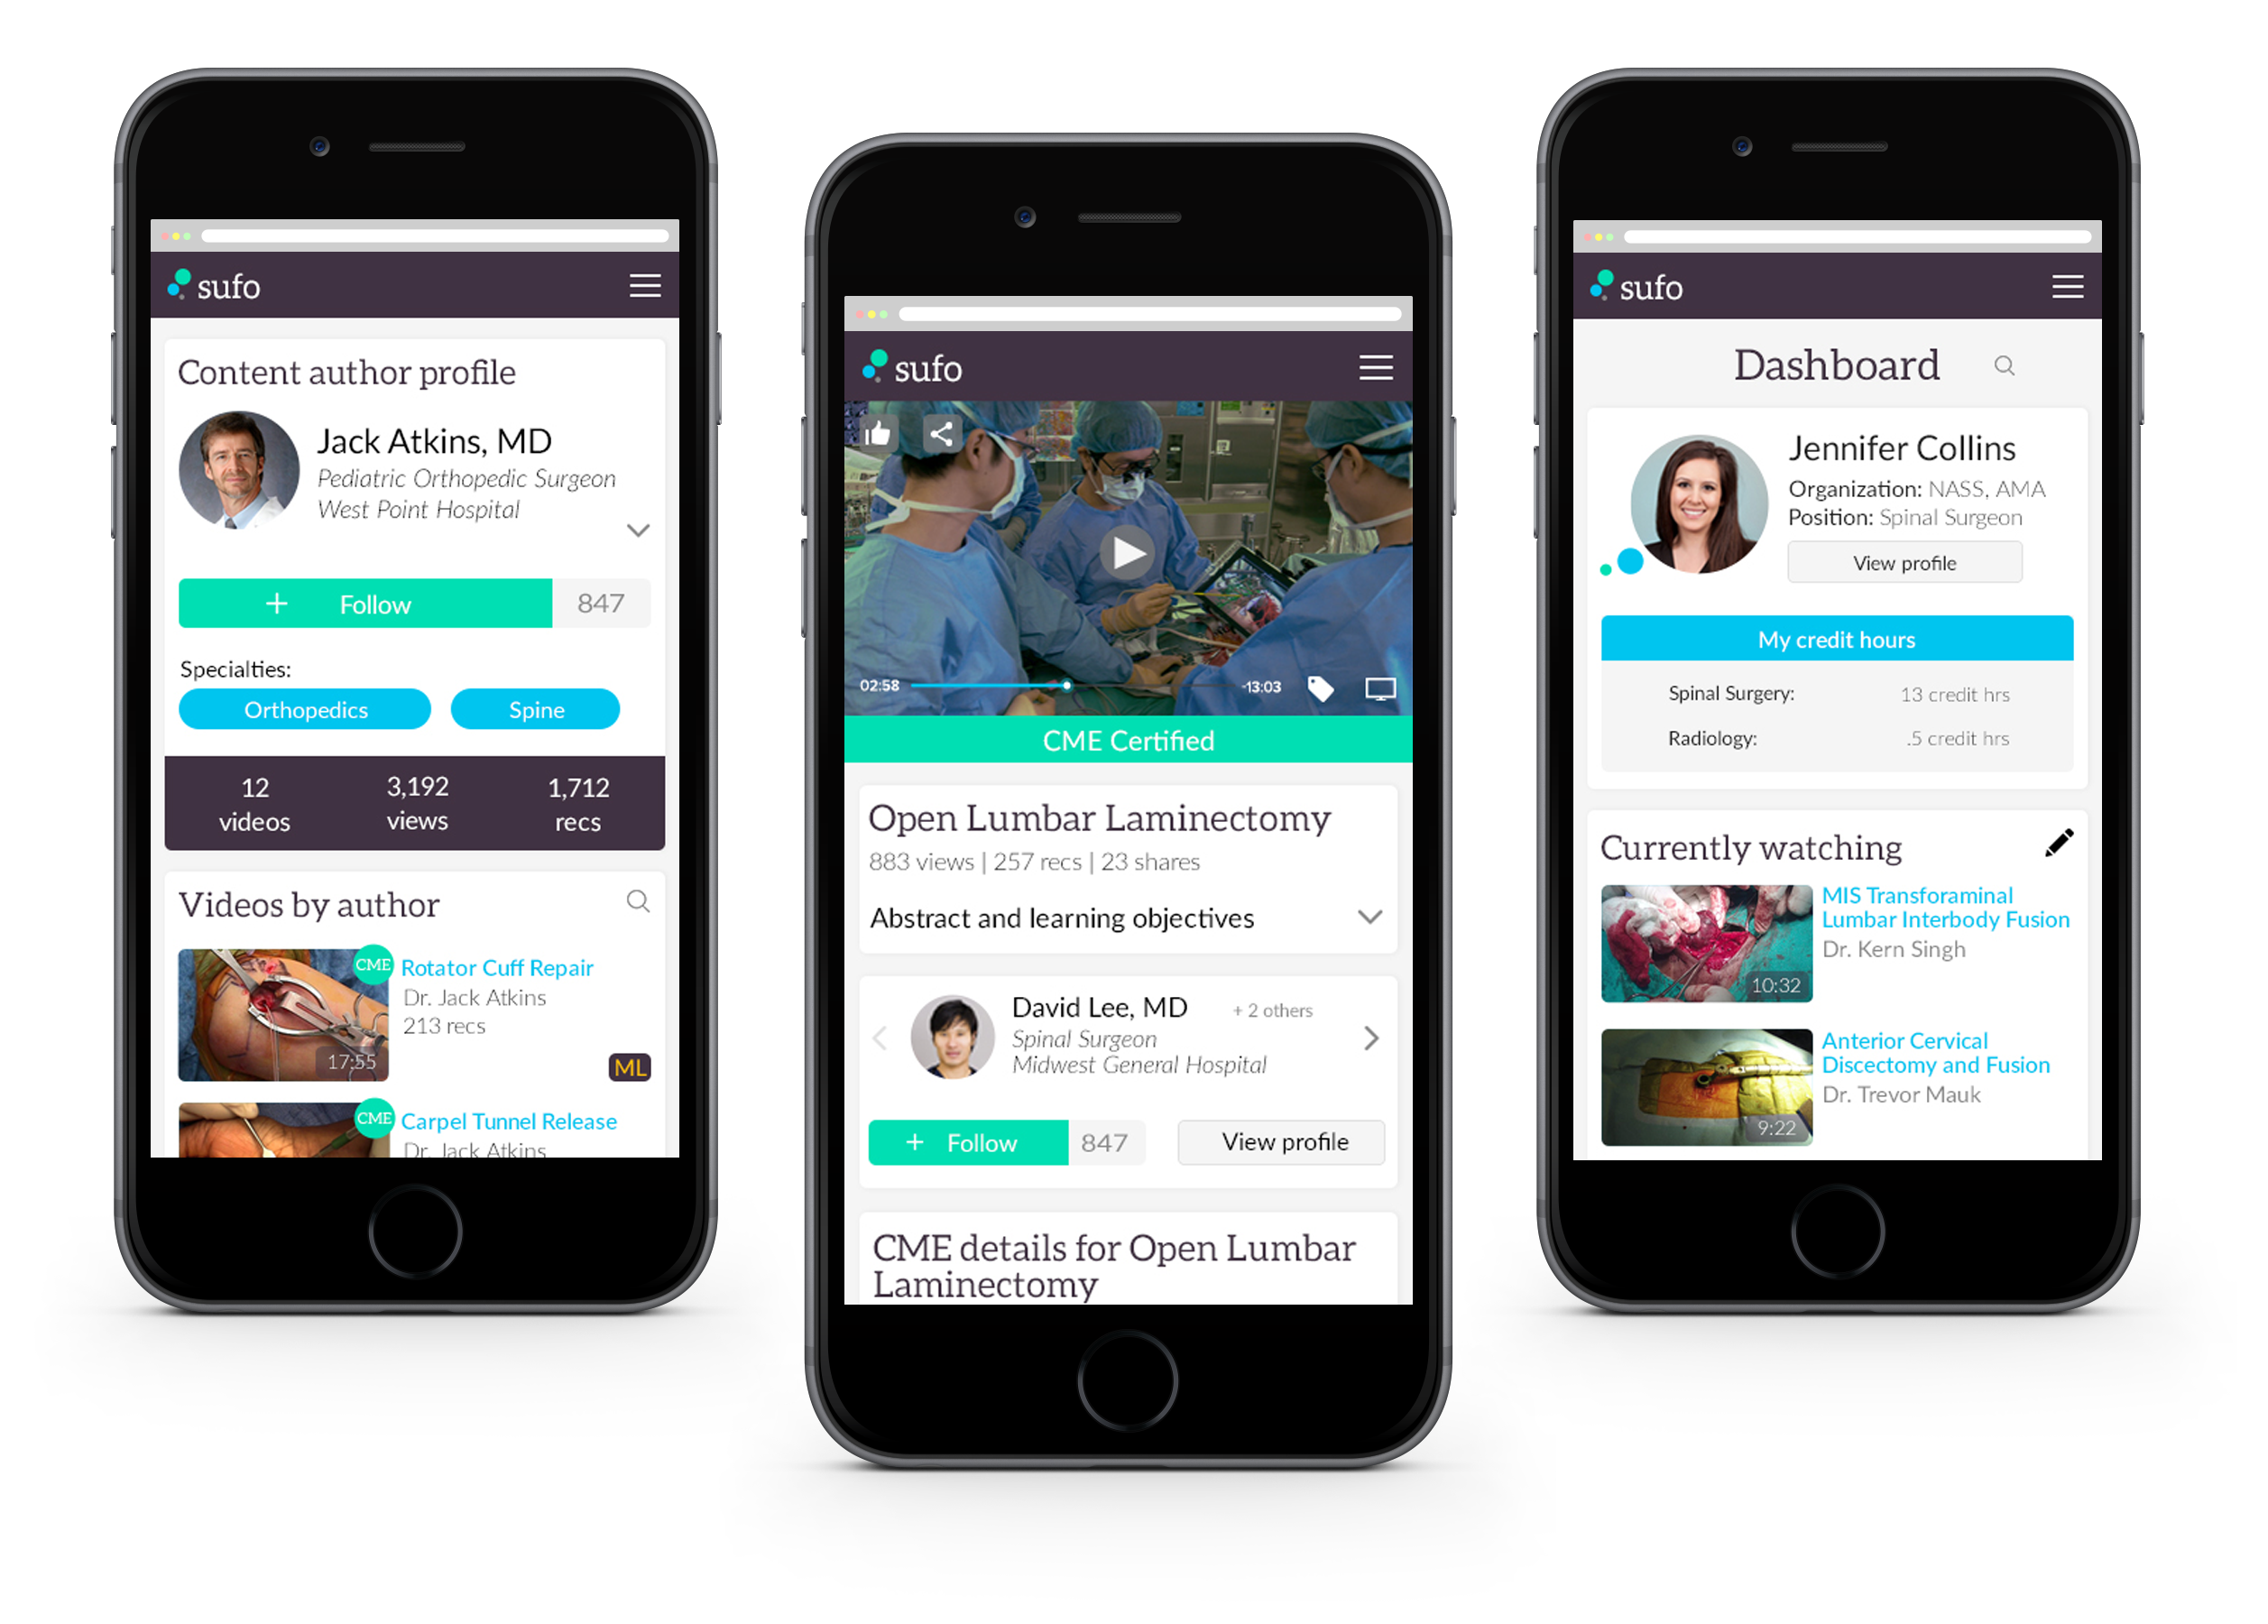 sufo
Content author profile
Jack Atkins, MD
Pediatric Orthopedic Surgeon
West Point Hospital
+ Follow 847
Specialties:
Orthopedics Spine
12 3,192 1,712
videos views recs
Videos by author
CME Rotator Cuff Repair
Dr. Jack Atkins
213 recs
17:55
ML
CME Carpel Tunnel Release
Dr. Jack Atkins
sufo
02:58 -13:03
CME Certified
Open Lumbar Laminectomy
883 views | 257 recs | 23 shares
Abstract and learning objectives
David Lee, MD + 2 others
Spinal Surgeon
Midwest General Hospital
+ Follow 847 View profile
CME details for Open Lumbar
Laminectomy
sufo
Dashboard
Jennifer Collins
Organization: NASS, AMA
Position: Spinal Surgeon
View profile
My credit hours
Spinal Surgery: 13 credit hrs
Radiology: .5 credit hrs
Currently watching
MIS Transforaminal
Lumbar Interbody Fusion
Dr. Kern Singh
10:32
Anterior Cervical
Discectomy and Fusion
Dr. Trevor Mauk
9:22